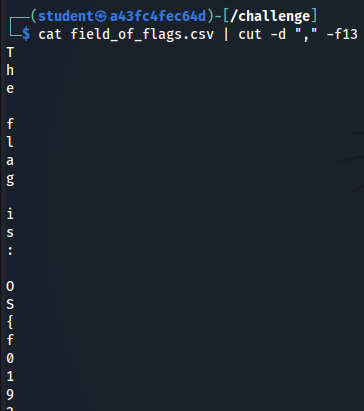 ┌──(student㉿a43fc4fec64d)-[/challenge]
└─$ cat field_of_flags.csv | cut -d "," -f13
T
h
e

f
l
a
g

i
s
:

O
S
{
f
0
1
9